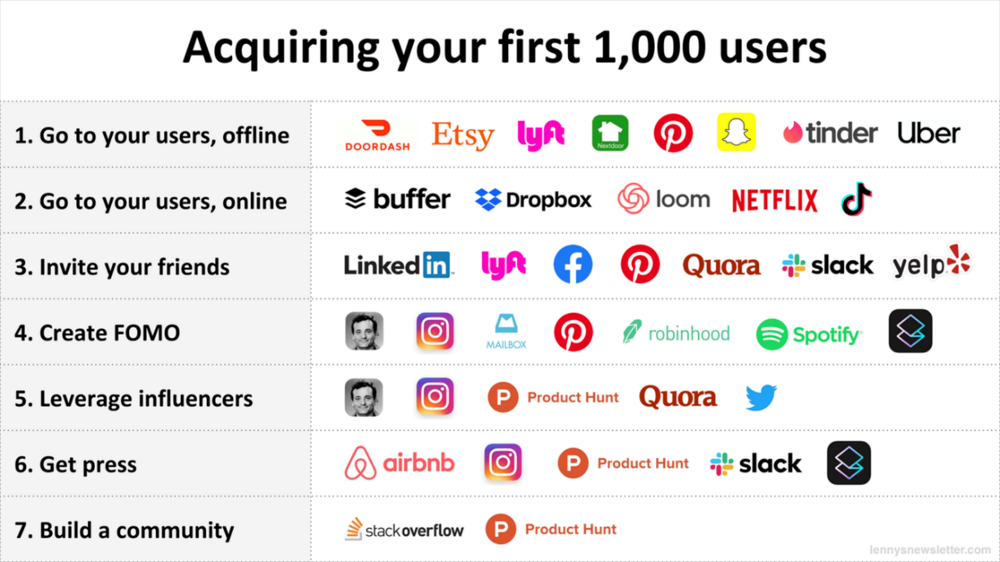 Acquiring your first 1,000 users
1. Go to your users, offline
DOORDASH
Etsy
lyft
Nextdoor
tinder
Uber
2. Go to your users, online
buffer
Dropbox
loom
NETFLIX
3. Invite your friends
Linked in
lyft
Quora
slack
yelp
4. Create FOMO
MAILBOX
robinhood
Spotify
5. Leverage influencers
Product Hunt
Quora
6. Get press
airbnb
Product Hunt
slack
7. Build a community
stackoverflow
Product Hunt
lennysnewsletter.com